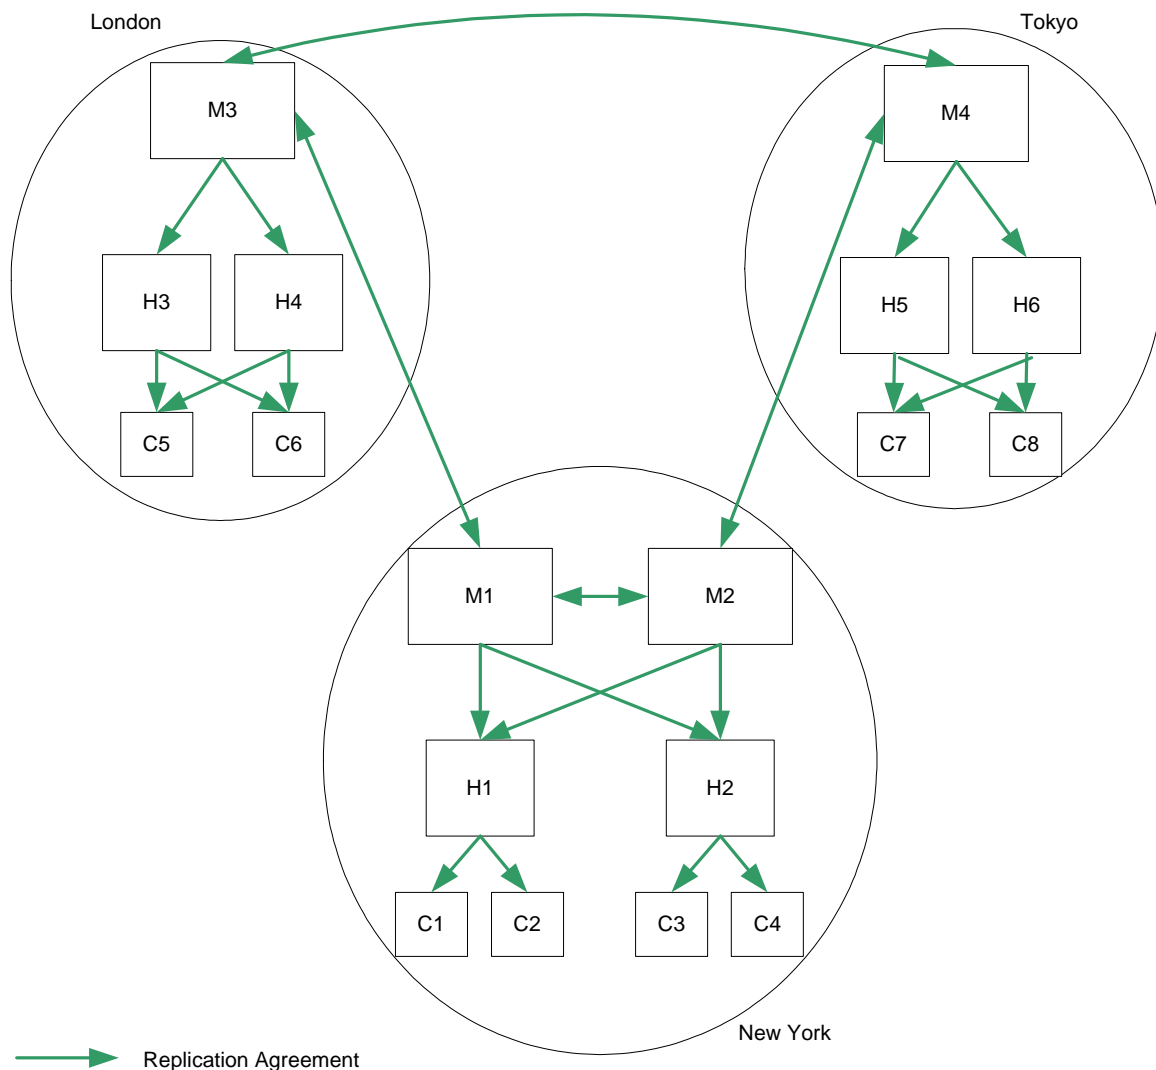 London
Tokyo
M3
M4
H3
H4
H5
H6
C5
C6
C7
C8
M1
M2
H1
H2
C1
C2
C3
C4
New York
Replication Agreement